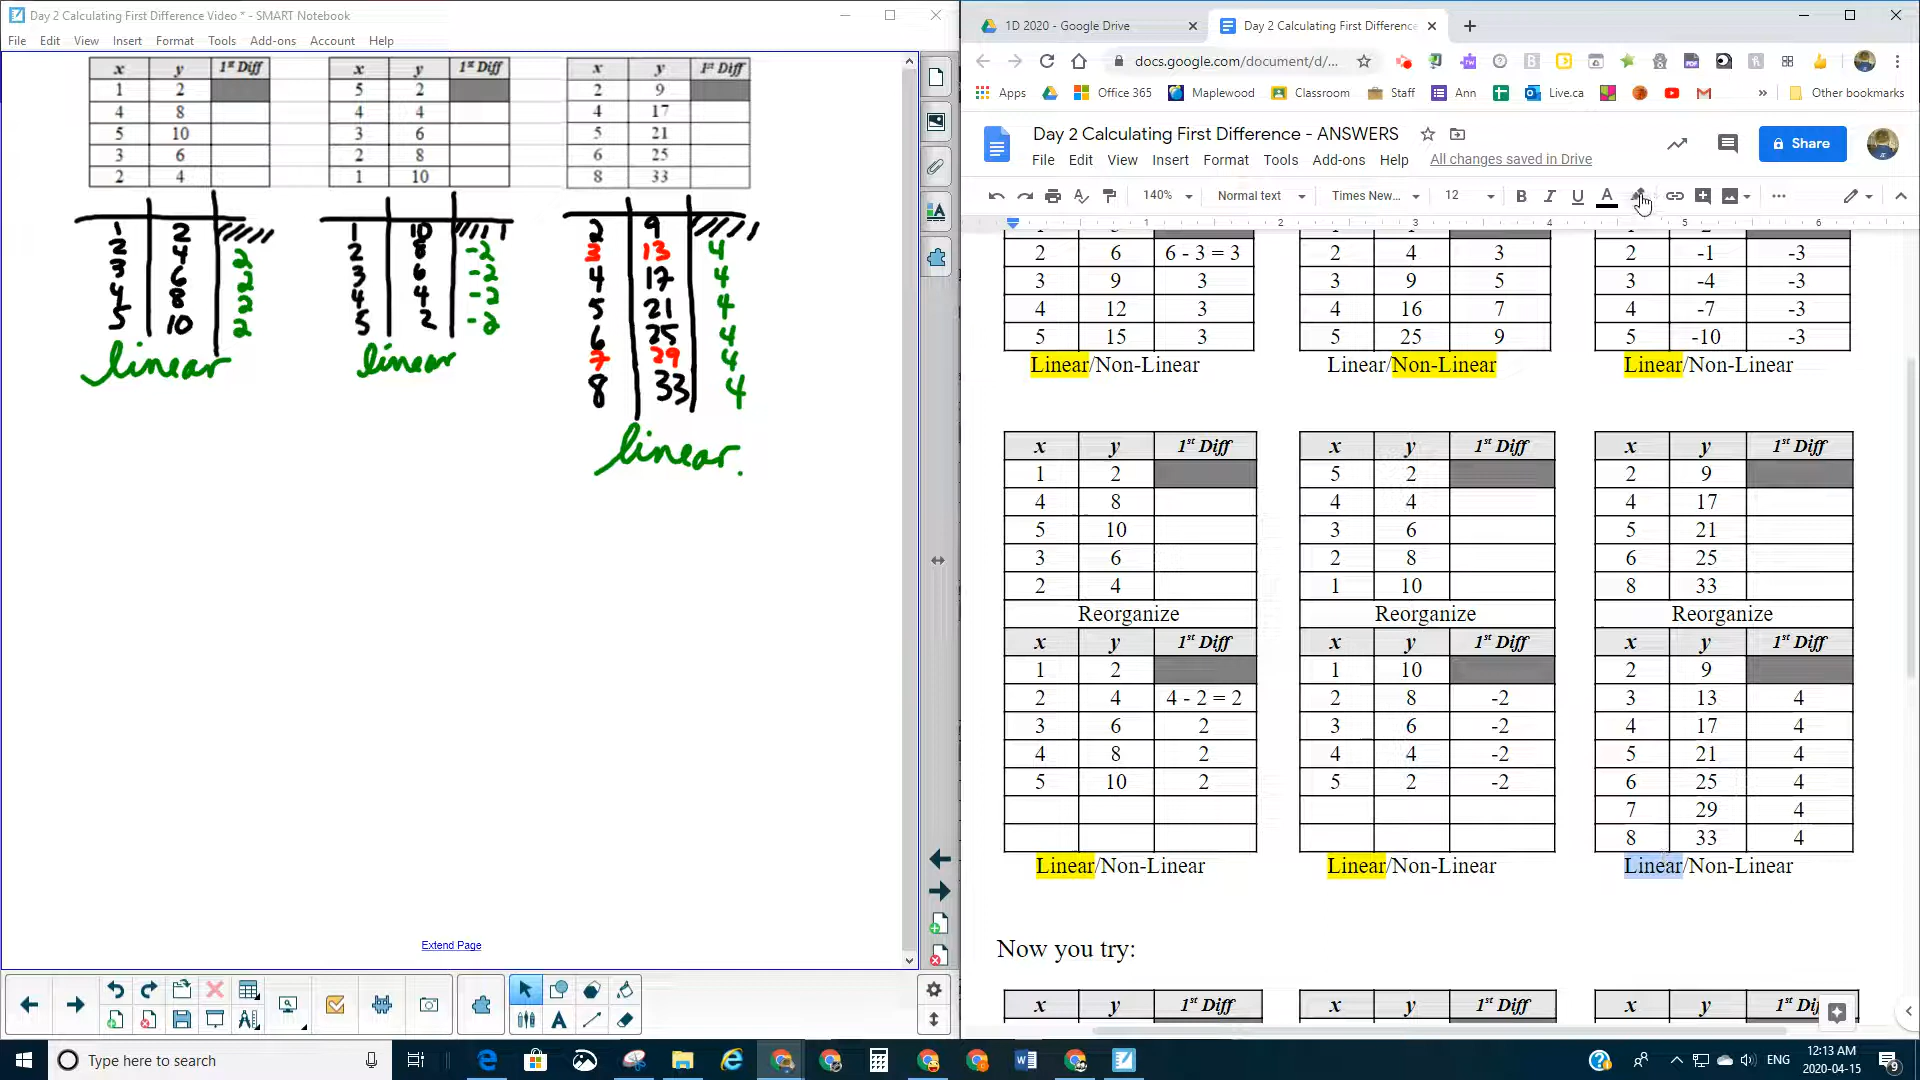 Day 2 Calculating First Difference Video * - SMART Notebook
File Edit View Insert Format Tools Add-ons Account Help
x y 1st Diff
1 2
4 8
5 10
3 6
2 4
x y 1st Diff
5 2
4 4
3 6
2 8
1 10
x y 1st Diff
2 9
4 17
5 21
6 25
8 33
1 2
2 4 2
3 6 2
4 8 2
5 10 2
linear
1 10
2 8 -2
3 6 -2
4 4 -2
5 2 -2
linear
2 9
3 13 4
4 17 4
5 21 4
6 25 4
7 29 4
8 33 4
linear.
Extend Page
1D 2020 - Google Drive
Day 2 Calculating First Difference
docs.google.com/document/d/...
Apps Office 365 Maplewood Classroom Staff Ann Live.ca » Other bookmarks
Day 2 Calculating First Difference - ANSWERS
Share
File Edit View Insert Format Tools Add-ons Help All changes saved in Drive
140% Normal text Times New... 12 B I U A
1 2 3 4 5 6
2 6 6 - 3 = 3
3 9 3
4 12 3
5 15 3
Linear/Non-Linear
2 4 3
3 9 5
4 16 7
5 25 9
Linear/Non-Linear
2 -1 -3
3 -4 -3
4 -7 -3
5 -10 -3
Linear/Non-Linear
x y 1st Diff
1 2
4 8
5 10
3 6
2 4
Reorganize
x y 1st Diff
1 2
2 4 4 - 2 = 2
3 6 2
4 8 2
5 10 2
Linear/Non-Linear
x y 1st Diff
5 2
4 4
3 6
2 8
1 10
Reorganize
x y 1st Diff
1 10
2 8 -2
3 6 -2
4 4 -2
5 2 -2
Linear/Non-Linear
x y 1st Diff
2 9
4 17
5 21
6 25
8 33
Reorganize
x y 1st Diff
2 9
3 13 4
4 17 4
5 21 4
6 25 4
7 29 4
8 33 4
Linear/Non-Linear
Now you try:
x y 1st Diff
x y 1st Diff
x y 1st
Type here to search
ENG
12:13 AM
2020-04-15